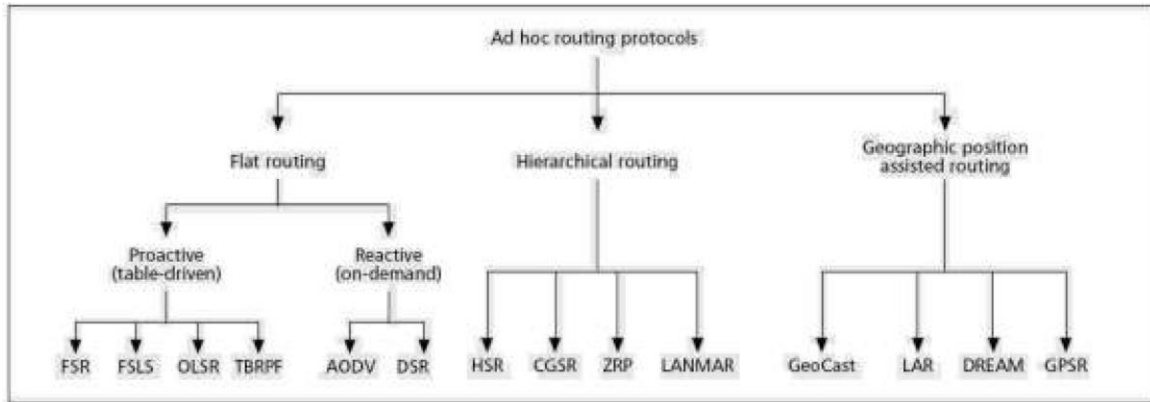 Ad hoc routing protocols
Flat routing
Hierarchical routing
Geographic position
assisted routing
Proactive
(table-driven)
Reactive
(on-demand)
FSR
FSLS
OLSR
TBRPF
AODV
DSR
HSR
CGSR
ZRP
LANMAR
GeoCast
LAR
DREAM
GPSR